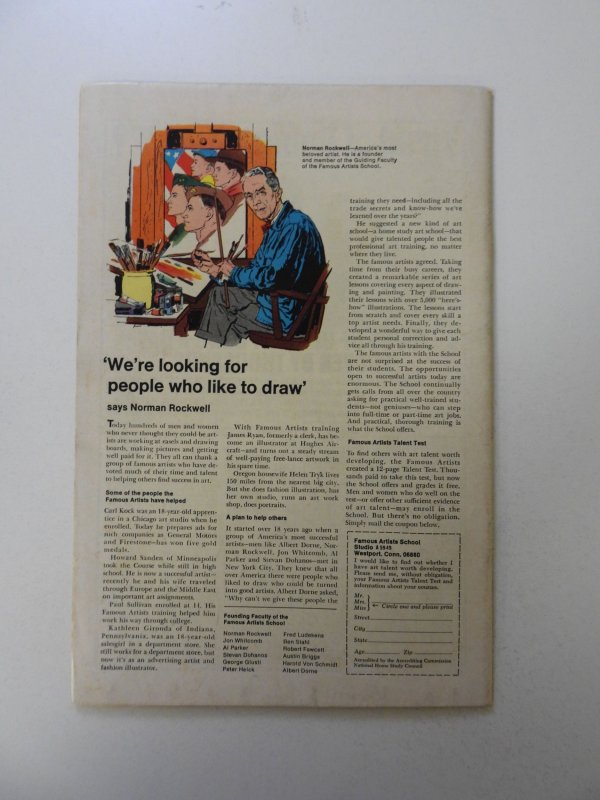 Norman Rockwell—America's most
beloved artist. He is a founder
and member of the Guiding Faculty
of the Famous Artists School.
'We're looking for
people who like to draw'
says Norman Rockwell
Today hundreds of men and women
who never thought they could be art-
ists are working at easels and drawing
boards, making pictures and getting
well paid for it. They all can thank a
group of famous artists who have de-
voted much of their time and talent
to helping others find success in art.
Some of the people the
Famous Artists have helped
Carl Kock was an 18-year-old appren-
tice in a Chicago art studio when he
enrolled. Today he prepares ads for
such companies as General Motors
and Firestone—has won five gold
medals.
Howard Sanden of Minneapolis
took the Course while still in high
school. He is now a successful artist—
recently he and his wife traveled
through Europe and the Middle East
on important art assignments.
Paul Sullivan enrolled at 14. His
Famous Artists training helped him
work his way through college.
Kathleen Gironda of Indiana,
Pennsylvania, was an 18-year-old
salesgirl in a department store. She
still works for a department store, but
now it's as an advertising artist and
fashion illustrator.
With Famous Artists training
James Ryan, formerly a clerk, has be-
come an illustrator at Hughes Air-
craft—and turns out a steady stream
of well-paying free-lance artwork in
his spare time.
Oregon housewife Helen Tryk lives
150 miles from the nearest big city.
But she does fashion illustration, has
her own studio, runs an art work
shop, does portraits.
A plan to help others
It started over 18 years ago when a
group of America's most successful
artists—men like Albert Dorne, Nor-
man Rockwell, Jon Whitcomb, Al
Parker and Stevan Dohanos—met in
New York City. They knew that all
over America there were people who
liked to draw who could be turned
into good artists. Albert Dorne asked,
"Why can't we give these people the
Founding Faculty of the
Famous Artists School
Norman Rockwell
Jon Whitcomb
Al Parker
Stevan Dohanos
George Giusti
Peter Helck
Fred Ludekens
Ben Stahl
Robert Fawcett
Austin Briggs
Harold Von Schmidt
Albert Dorne
training they need—including all the
trade secrets and know-how we've
learned over the years?"
He suggested a new kind of art
school—a home study art school—that
would give talented people the best
professional art training, no matter
where they live.
The famous artists agreed. Taking
time from their busy careers, they
created a remarkable series of art
lessons covering every aspect of draw-
ing and painting. They illustrated
their lessons with over 5,000 "here's-
how" illustrations. The lessons start
from scratch and cover every skill a
top artist needs. Finally, they de-
veloped a wonderful way to give each
student personal correction and ad-
vice all through his training.
The famous artists with the School
are not surprised at the success of
their students. The opportunities
open to successful artists today are
enormous. The School continually
gets calls from all over the country
asking for practical well-trained stu-
dents—not geniuses—who can step
into full-time or part-time art jobs.
And practical, thorough training is
what the School offers.
Famous Artists Talent Test
To find others with art talent worth
developing, the Famous Artists
created a 12-page Talent Test. Thou-
sands paid to take this test, but now
the School offers and grades it free.
Men and women who do well on the
test—or offer other sufficient evidence
of art talent—may enroll in the
School. But there's no obligation.
Simply mail the coupon below.
Famous Artists School
Studio
Westport, Conn. 06880
I would like to find out whether I
have art talent worth developing.
Please send me, without obligation,
your Famous Artists Talent Test and
information about your courses.
Mr.
Mrs.
Miss
Circle one and please print
Street
City
State
Age Zip
Accredited by the Accrediting Commission
National Home Study Council